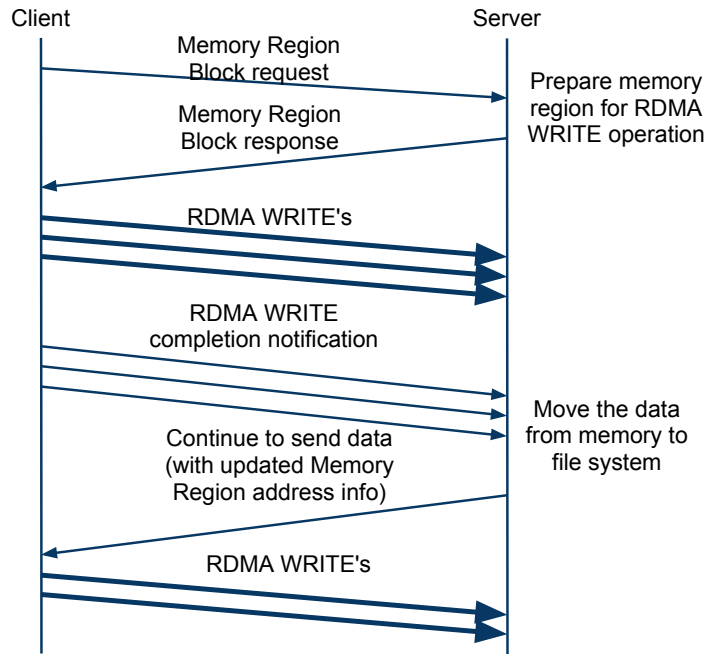 Client
Server
Memory Region
Block request
Prepare memory
region for RDMA
WRITE operation
Memory Region
Block response
RDMA WRITE's
RDMA WRITE
completion notification
Move the data
from memory to
file system
Continue to send data
(with updated Memory
Region address info)
RDMA WRITE's